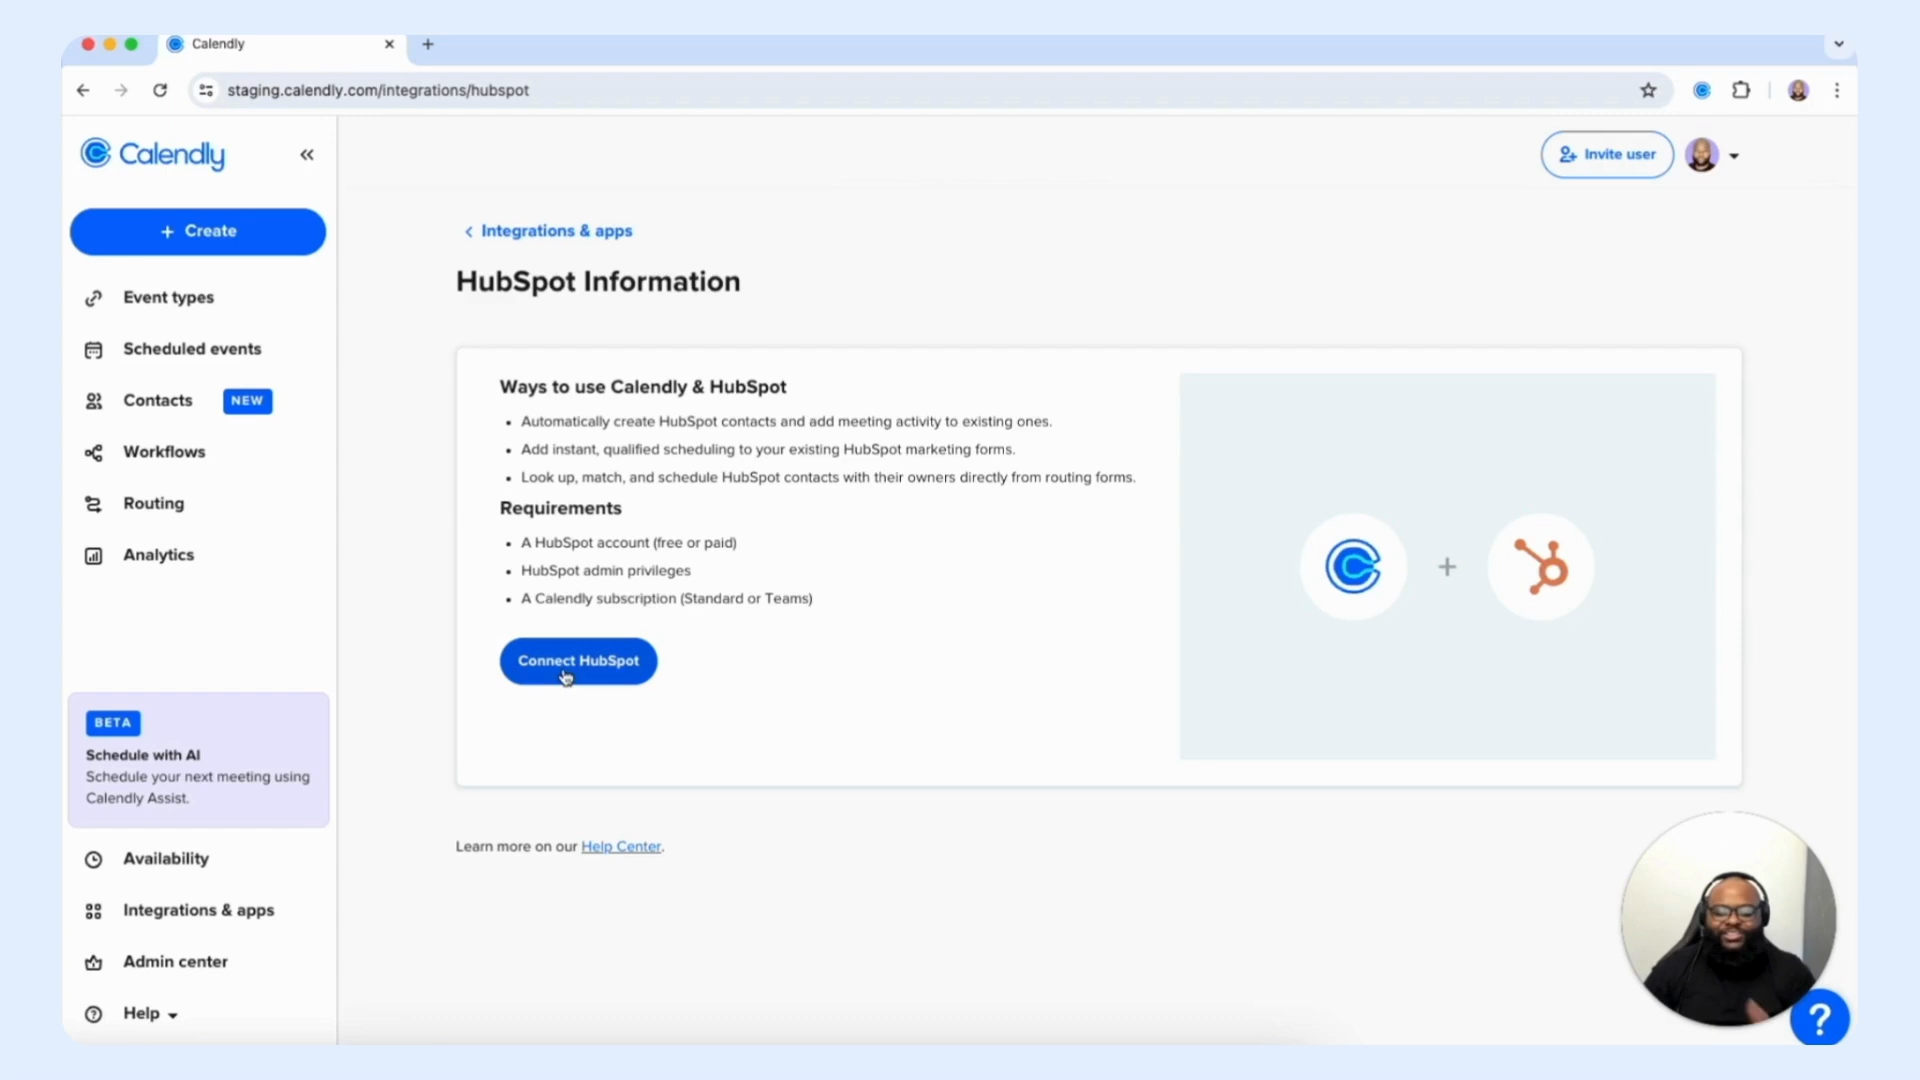 Calendly
staging.calendly.com/integrations/hubspot
Calendly
Invite user
+ Create
Integrations & apps
HubSpot Information
Event types
Scheduled events
Contacts NEW
Workflows
Routing
Analytics
Ways to use Calendly & HubSpot
• Automatically create HubSpot contacts and add meeting activity to existing ones.
• Add instant, qualified scheduling to your existing HubSpot marketing forms.
• Look up, match, and schedule HubSpot contacts with their owners directly from routing forms.
Requirements
• A HubSpot account (free or paid)
• HubSpot admin privileges
• A Calendly subscription (Standard or Teams)
Connect HubSpot
+
BETA
Schedule with AI
Schedule your next meeting using
Calendly Assist.
Learn more on our Help Center.
Availability
Integrations & apps
Admin center
Help
?